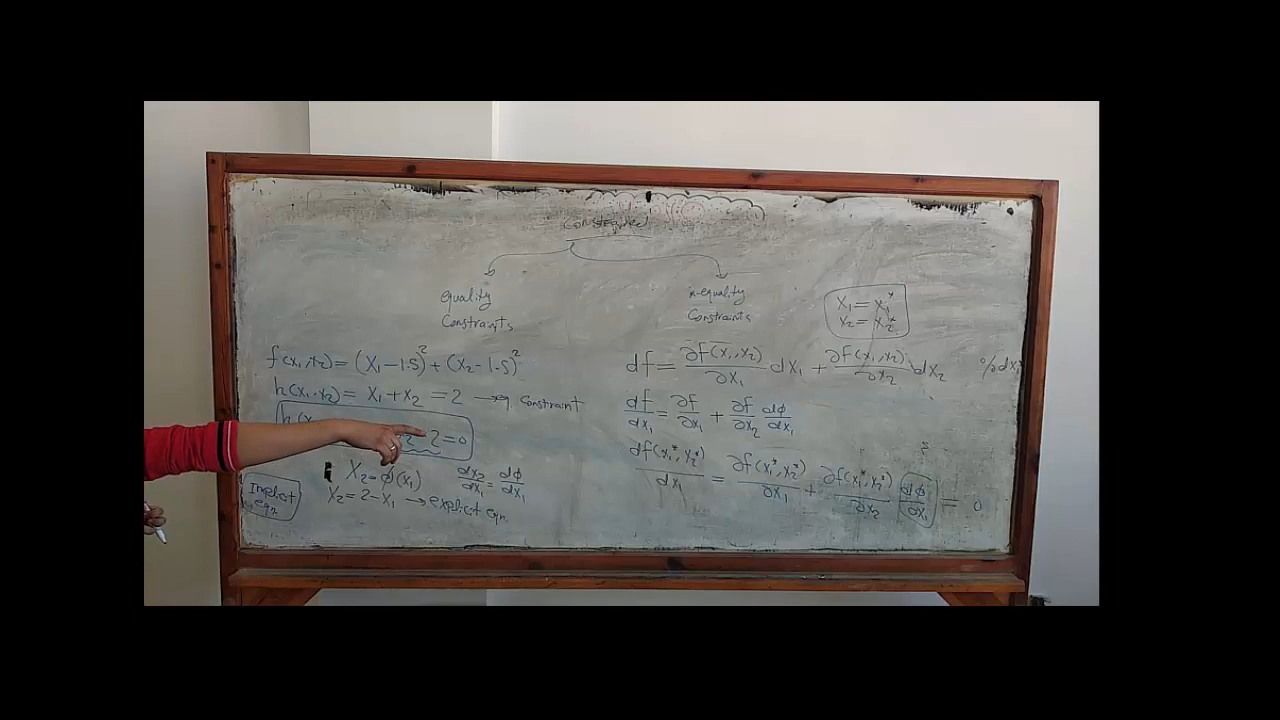 Constrained
equality
Constraints
in-equality
Constraints
X₁ = X₁*
X₂ = X₂*
f(x₁,x₂) = (X₁-1.5)² + (X₂-1.5)²
h(x₁,x₂) = X₁ + X₂ = 2 → eq. Constraint
h(x
2 - 2 = 0
X₂ = ϕ(X₁)
dx₂/dx₁ = dϕ/dx₁
X₂ = 2 - X₁ → explicit eqn.
Implicit
eqn.
df = ∂f(x₁,x₂)/∂x₁ dx₁ + ∂f(x₁,x₂)/∂x₂ dx₂ % dx₁
df/dx₁ = ∂f/∂x₁ + ∂f/∂x₂ dϕ/dx₁
df(x₁*,x₂*)/dx₁ = ∂f(x₁*,x₂*)/∂x₁ + ∂f(x₁*,x₂*)/∂x₂ dϕ/dx₁ = 0